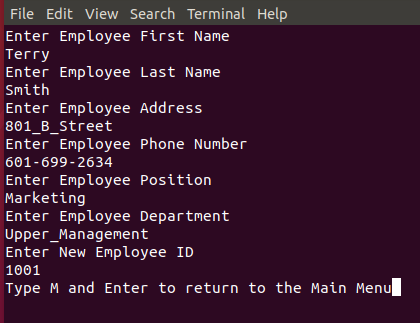 File Edit View Search Terminal Help
Enter Employee First Name
Terry
Enter Employee Last Name
Smith
Enter Employee Address
801_B_Street
Enter Employee Phone Number
601-699-2634
Enter Employee Position
Marketing
Enter Employee Department
Upper_Management
Enter New Employee ID
1001
Type M and Enter to return to the Main Menu